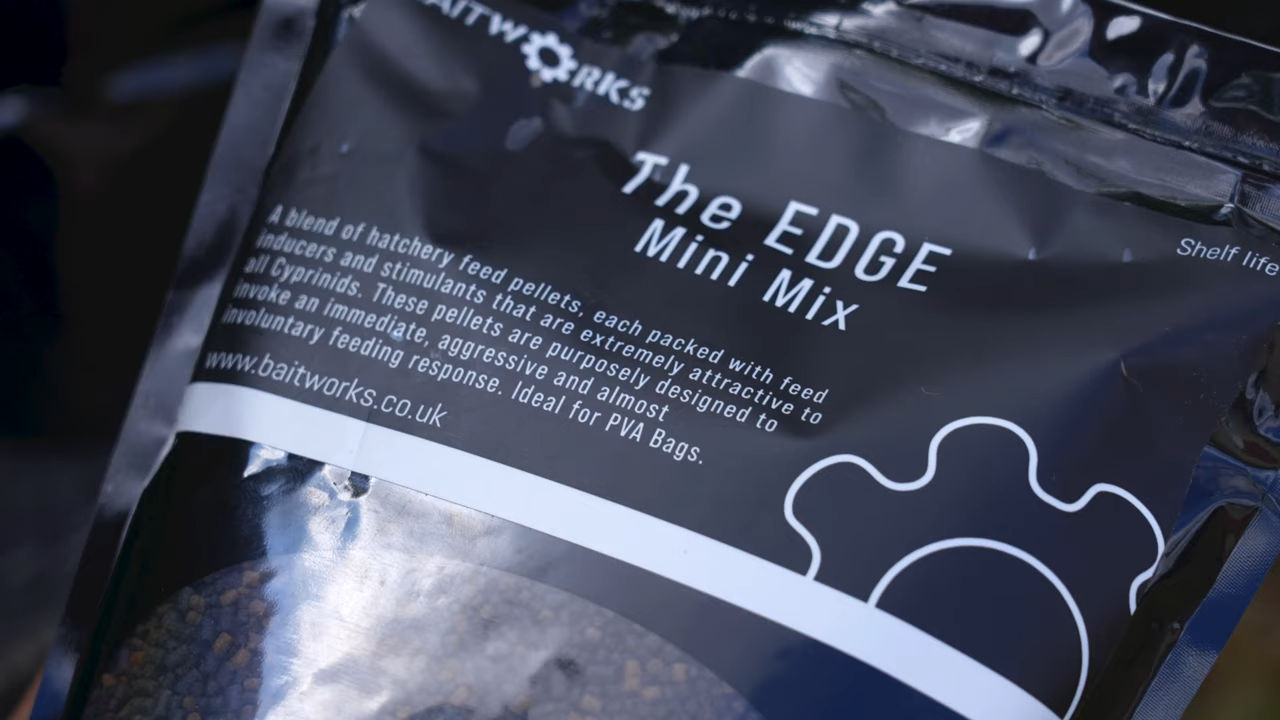 BAITWORKS
The EDGE
Mini Mix
Shelf life
A blend of hatchery feed pellets, each packed with feed
inducers and stimulants that are extremely attractive to
all Cyprinids. These pellets are purposely designed to
invoke an immediate, aggressive and almost
involuntary feeding response. Ideal for PVA Bags.
www.baitworks.co.uk